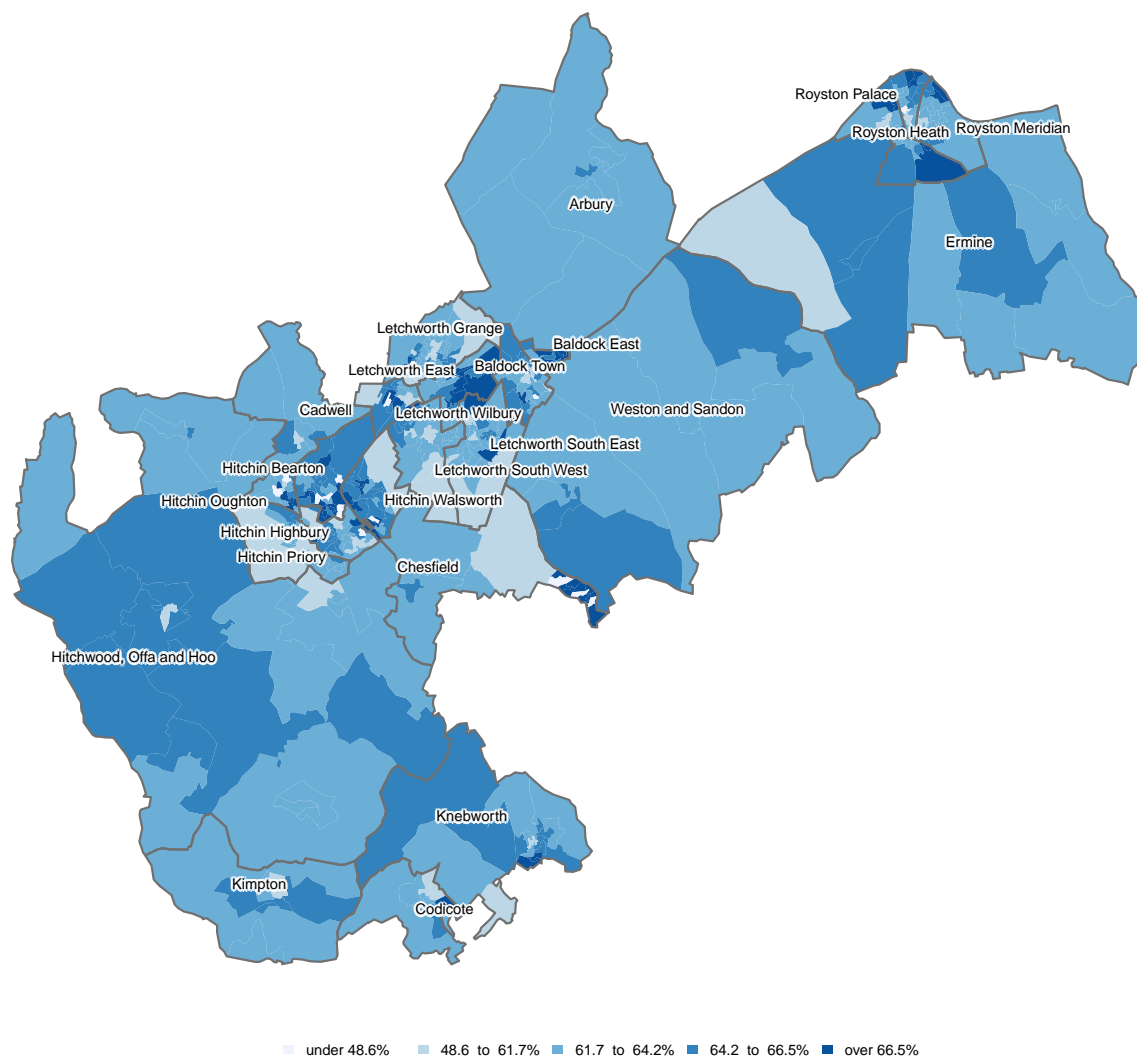 Royston Palace
Royston Heath
Royston Meridian
Arbury
Ermine
Letchworth Grange
Baldock East
Letchworth East
Baldock Town
Cadwell
Letchworth Wilbury
Weston and Sandon
Letchworth South East
Hitchin Bearton
Letchworth South West
Hitchin Oughton
Hitchin Walsworth
Hitchin Highbury
Hitchin Priory
Chesfield
Hitchwood, Offa and Hoo
Knebworth
Kimpton
Codicote
under 48.6% 48.6 to 61.7% 61.7 to 64.2% 64.2 to 66.5% over 66.5%